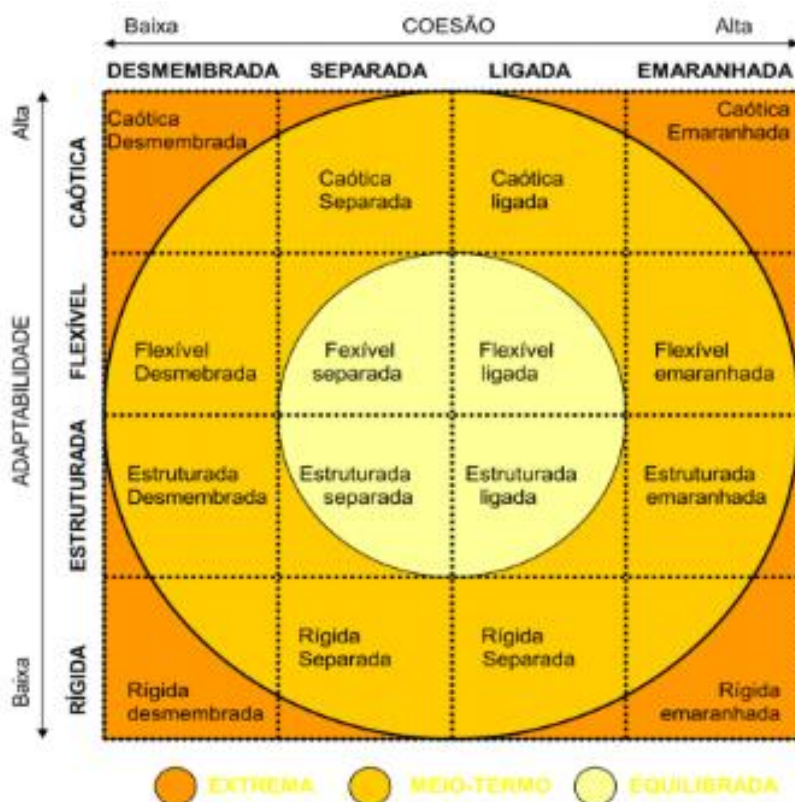 Baixa COESÃO Alta
DESMEMBRADA SEPARADA LIGADA EMARANHADA
ADAPTABILIDADE
Alta
Baixa
CAÓTICA
FLEXÍVEL
ESTRUTURADA
RÍGIDA
Caótica
Desmembrada
Caótica
Separada
Caótica
ligada
Caótica
Emaranhada
Flexível
Desmebrada
Fexível
separada
Flexível
ligada
Flexível
emaranhada
Estruturada
Desmembrada
Estruturada
separada
Estruturada
ligada
Estruturada
emaranhada
Rígida
desmembrada
Rígida
Separada
Rígida
Separada
Rígida
emaranhada
EXTREMA MEIO-TERMO EQUILIBRADA